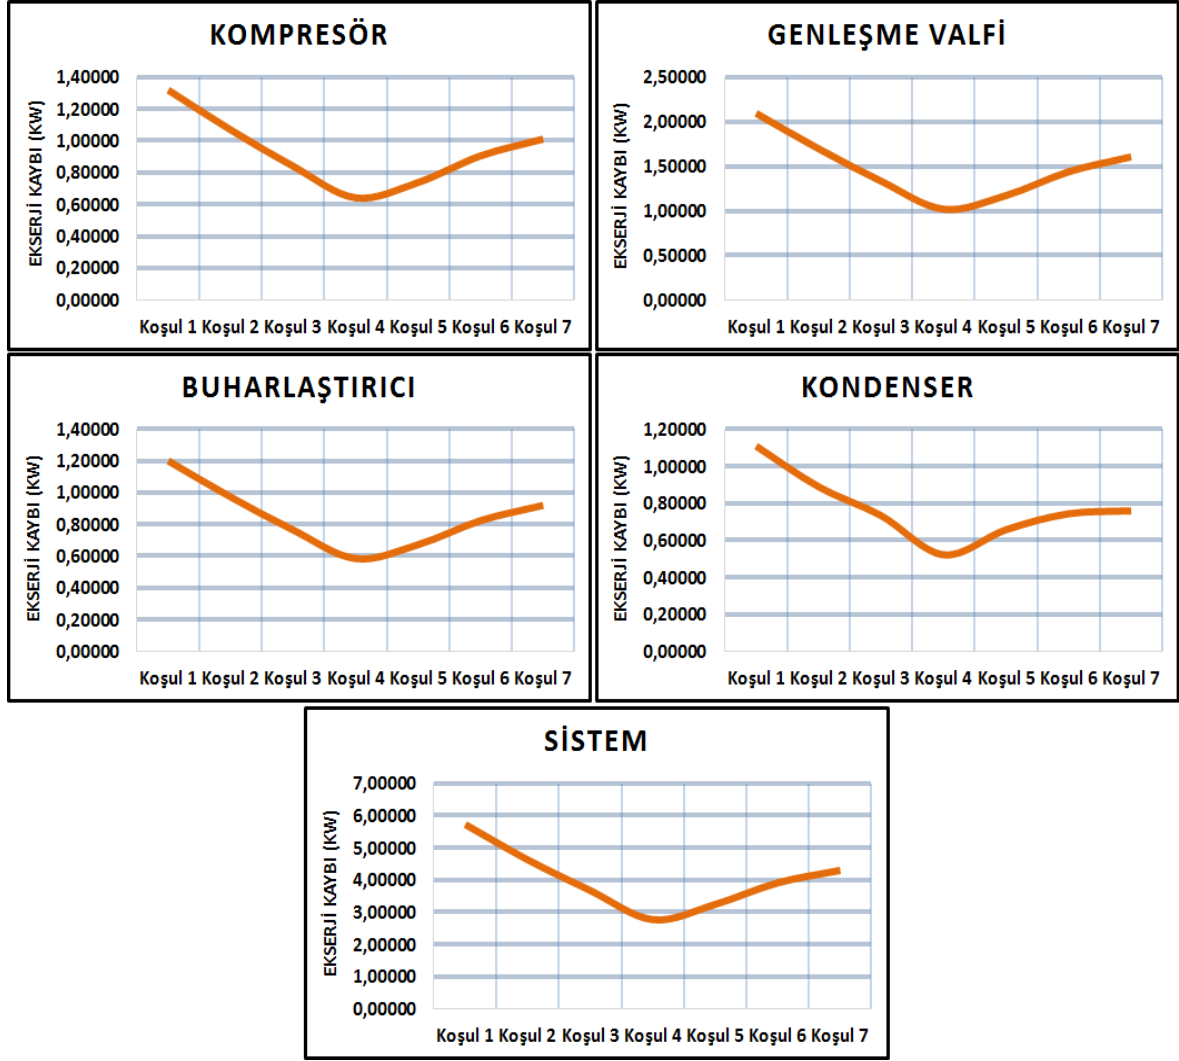 KOMPRESÖR
EKSERJİ KAYBI (KW)
1,40000
1,20000
1,00000
0,80000
0,60000
0,40000
0,20000
0,00000
Koşul 1 Koşul 2 Koşul 3 Koşul 4 Koşul 5 Koşul 6 Koşul 7
GENLEŞME VALFİ
EKSERJİ KAYBI (KW)
2,50000
2,00000
1,50000
1,00000
0,50000
0,00000
Koşul 1 Koşul 2 Koşul 3 Koşul 4 Koşul 5 Koşul 6 Koşul 7
BUHARLAŞTIRICI
EKSERJİ KAYBI (KW)
1,40000
1,20000
1,00000
0,80000
0,60000
0,40000
0,20000
0,00000
Koşul 1 Koşul 2 Koşul 3 Koşul 4 Koşul 5 Koşul 6 Koşul 7
KONDENSER
EKSERJİ KAYBI (KW)
1,20000
1,00000
0,80000
0,60000
0,40000
0,20000
0,00000
Koşul 1 Koşul 2 Koşul 3 Koşul 4 Koşul 5 Koşul 6 Koşul 7
SİSTEM
EKSERJİ KAYBI (KW)
7,00000
6,00000
5,00000
4,00000
3,00000
2,00000
1,00000
0,00000
Koşul 1 Koşul 2 Koşul 3 Koşul 4 Koşul 5 Koşul 6 Koşul 7